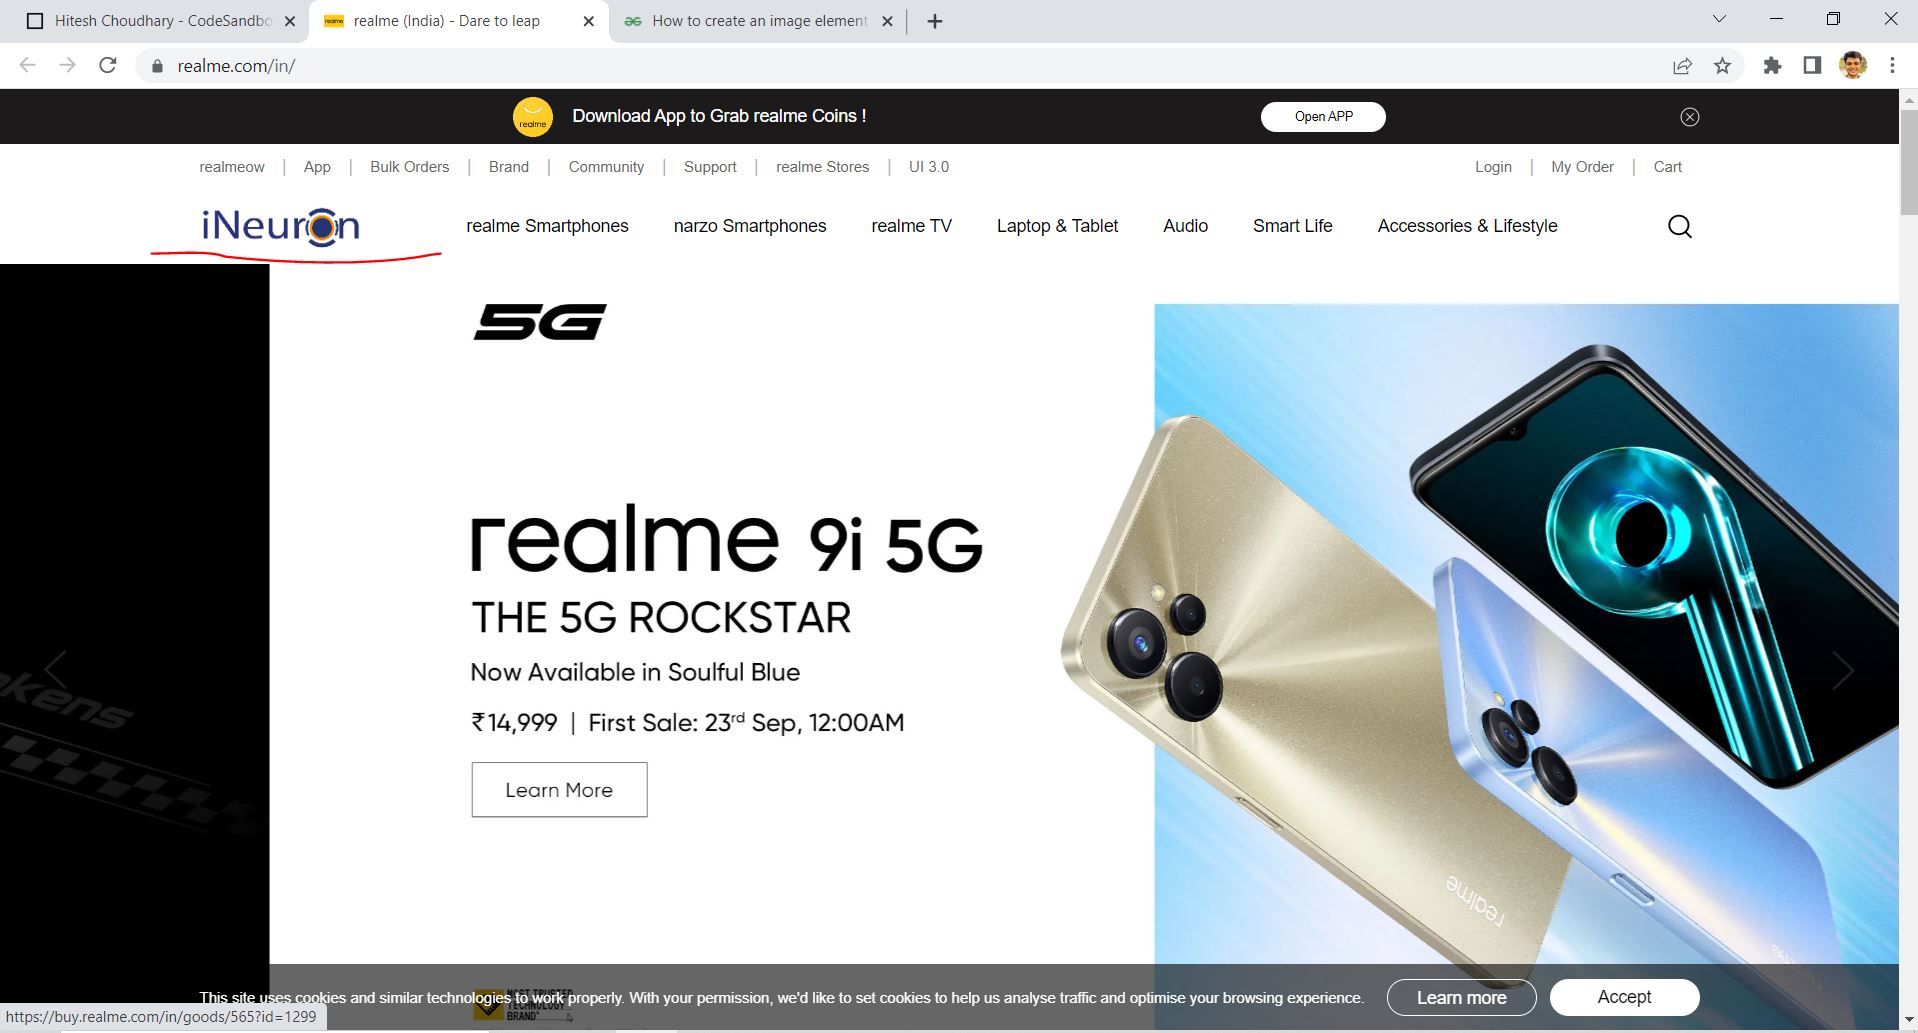 Hitesh Choudhary - CodeSandbo
realme (India) - Dare to leap
How to create an image element
realme.com/in/
realme
Download App to Grab realme Coins !
Open APP
realmeow | App | Bulk Orders | Brand | Community | Support | realme Stores | UI 3.0
Login | My Order | Cart
iNeuron
realme Smartphones narzo Smartphones realme TV Laptop & Tablet Audio Smart Life Accessories & Lifestyle
5G
realme 9i 5G
THE 5G ROCKSTAR
Now Available in Soulful Blue
₹14,999 | First Sale: 23rd Sep, 12:00AM
Learn More
realme
MOST TRUSTED
TECHNOLOGY
BRAND*
This site uses cookies and similar technologies to work properly. With your permission, we'd like to set cookies to help us analyse traffic and optimise your browsing experience.
Learn more
Accept
https://buy.realme.com/in/goods/565?id=1299